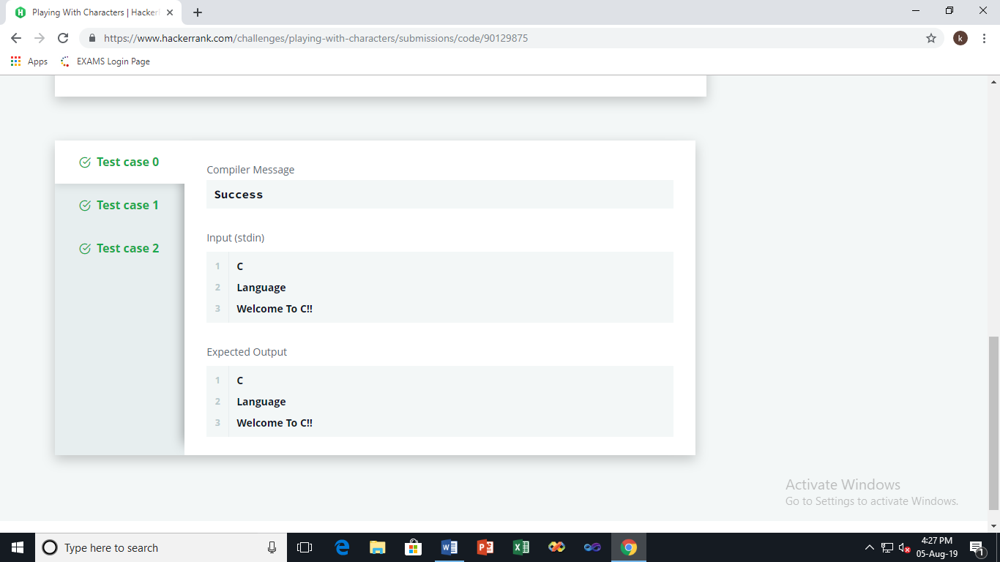 Playing With Characters | Hacker
https://www.hackerrank.com/challenges/playing-with-characters/submissions/code/90129875
k
Apps
EXAMS Login Page
Test case 0
Test case 1
Test case 2
Compiler Message
Success
Input (stdin)
1 C
2 Language
3 Welcome To C!!
Expected Output
1 C
2 Language
3 Welcome To C!!
Activate Windows
Go to Settings to activate Windows.
Type here to search
4:27 PM
05-Aug-19
1